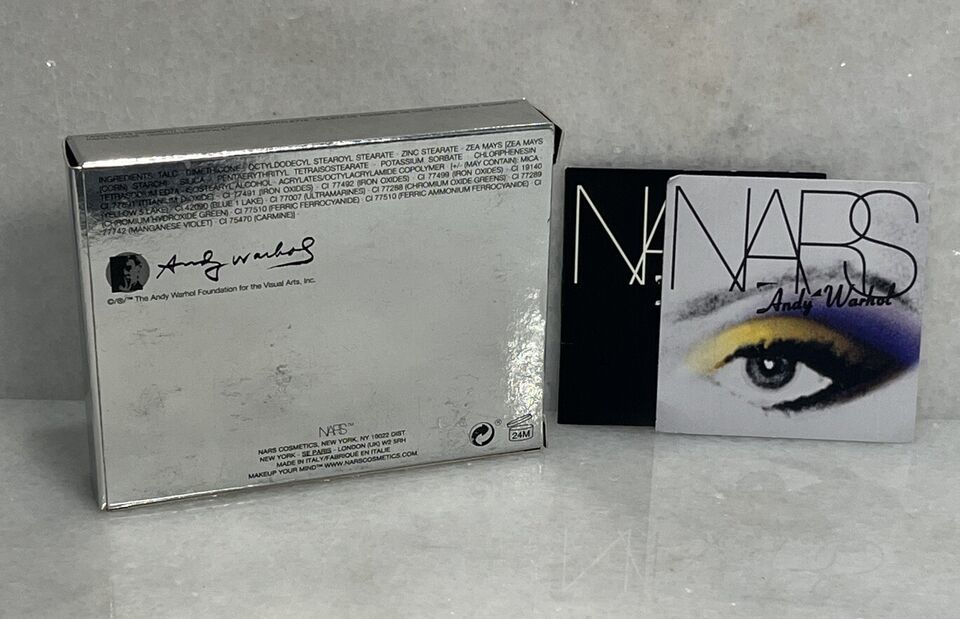 INGREDIENTS: TALC · DIMETHICONE · OCTYLDODECYL STEAROYL STEARATE · ZINC STEARATE · ZEA MAYS [ZEA MAYS
(CORN) STARCH] · SILICA · PENTAERYTHRITYL TETRAISOSTEARATE · POTASSIUM SORBATE · CHLORPHENESIN
TETRASODIUM EDTA · ISOSTEARYL ALCOHOL · ACRYLATES/OCTYLACRYLAMIDE COPOLYMER [+/- (MAY CONTAIN): MICA ·
CI 77891 (TITANIUM DIOXIDE) · CI 77491 (IRON OXIDES) · CI 77492 (IRON OXIDES) · CI 77499 (IRON OXIDES) · CI 19140
(YELLOW 5 LAKE) · CI 42090 (BLUE 1 LAKE) · CI 77007 (ULTRAMARINES) · CI 77288 (CHROMIUM OXIDE GREENS) · CI 77289
(CHROMIUM HYDROXIDE GREEN) · CI 77510 (FERRIC FERROCYANIDE) · CI 77510 (FERRIC AMMONIUM FERROCYANIDE) · CI
77742 (MANGANESE VIOLET) · CI 75470 (CARMINE)]
Andy Warhol
©/®/™ The Andy Warhol Foundation for the Visual Arts, Inc.
NARS™
NARS COSMETICS, NEW YORK, NY 10022 DIST.
NEW YORK · SE PARIS · LONDON (UK) W2 5RH
MADE IN ITALY/FABRIQUÉ EN ITALIE
MAKEUP YOUR MIND™ WWW.NARSCOSMETICS.COM
24M
NA
NARS
Andy Warhol